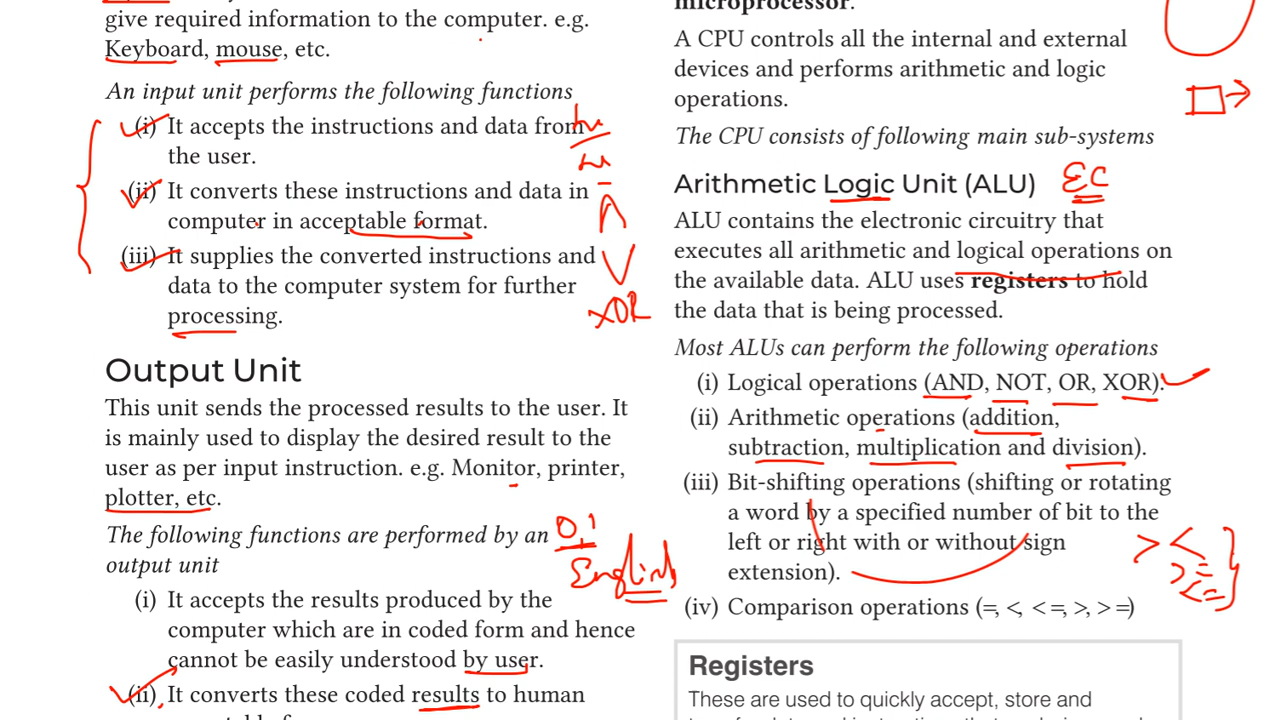 give required information to the computer. e.g.
Keyboard, mouse, etc.
An input unit performs the following functions
(i) It accepts the instructions and data from
the user.
(ii) It converts these instructions and data in
computer in acceptable format.
(iii) It supplies the converted instructions and
data to the computer system for further
processing.
XOR
Output Unit
This unit sends the processed results to the user. It
is mainly used to display the desired result to the
user as per input instruction. e.g. Monitor, printer,
plotter, etc.
The following functions are performed by an
output unit
0,1
English
(i) It accepts the results produced by the
computer which are in coded form and hence
cannot be easily understood by user.
(ii) It converts these coded results to human
microprocessor.
A CPU controls all the internal and external
devices and performs arithmetic and logic
operations.
The CPU consists of following main sub-systems
Arithmetic Logic Unit (ALU)
EC
ALU contains the electronic circuitry that
executes all arithmetic and logical operations on
the available data. ALU uses registers to hold
the data that is being processed.
Most ALUs can perform the following operations
(i) Logical operations (AND, NOT, OR, XOR).
(ii) Arithmetic operations (addition,
subtraction, multiplication and division).
(iii) Bit-shifting operations (shifting or rotating
a word by a specified number of bit to the
left or right with or without sign
extension).
> <
>=
<=
(iv) Comparison operations (=, <, < =, >, > =)
Registers
These are used to quickly accept, store and